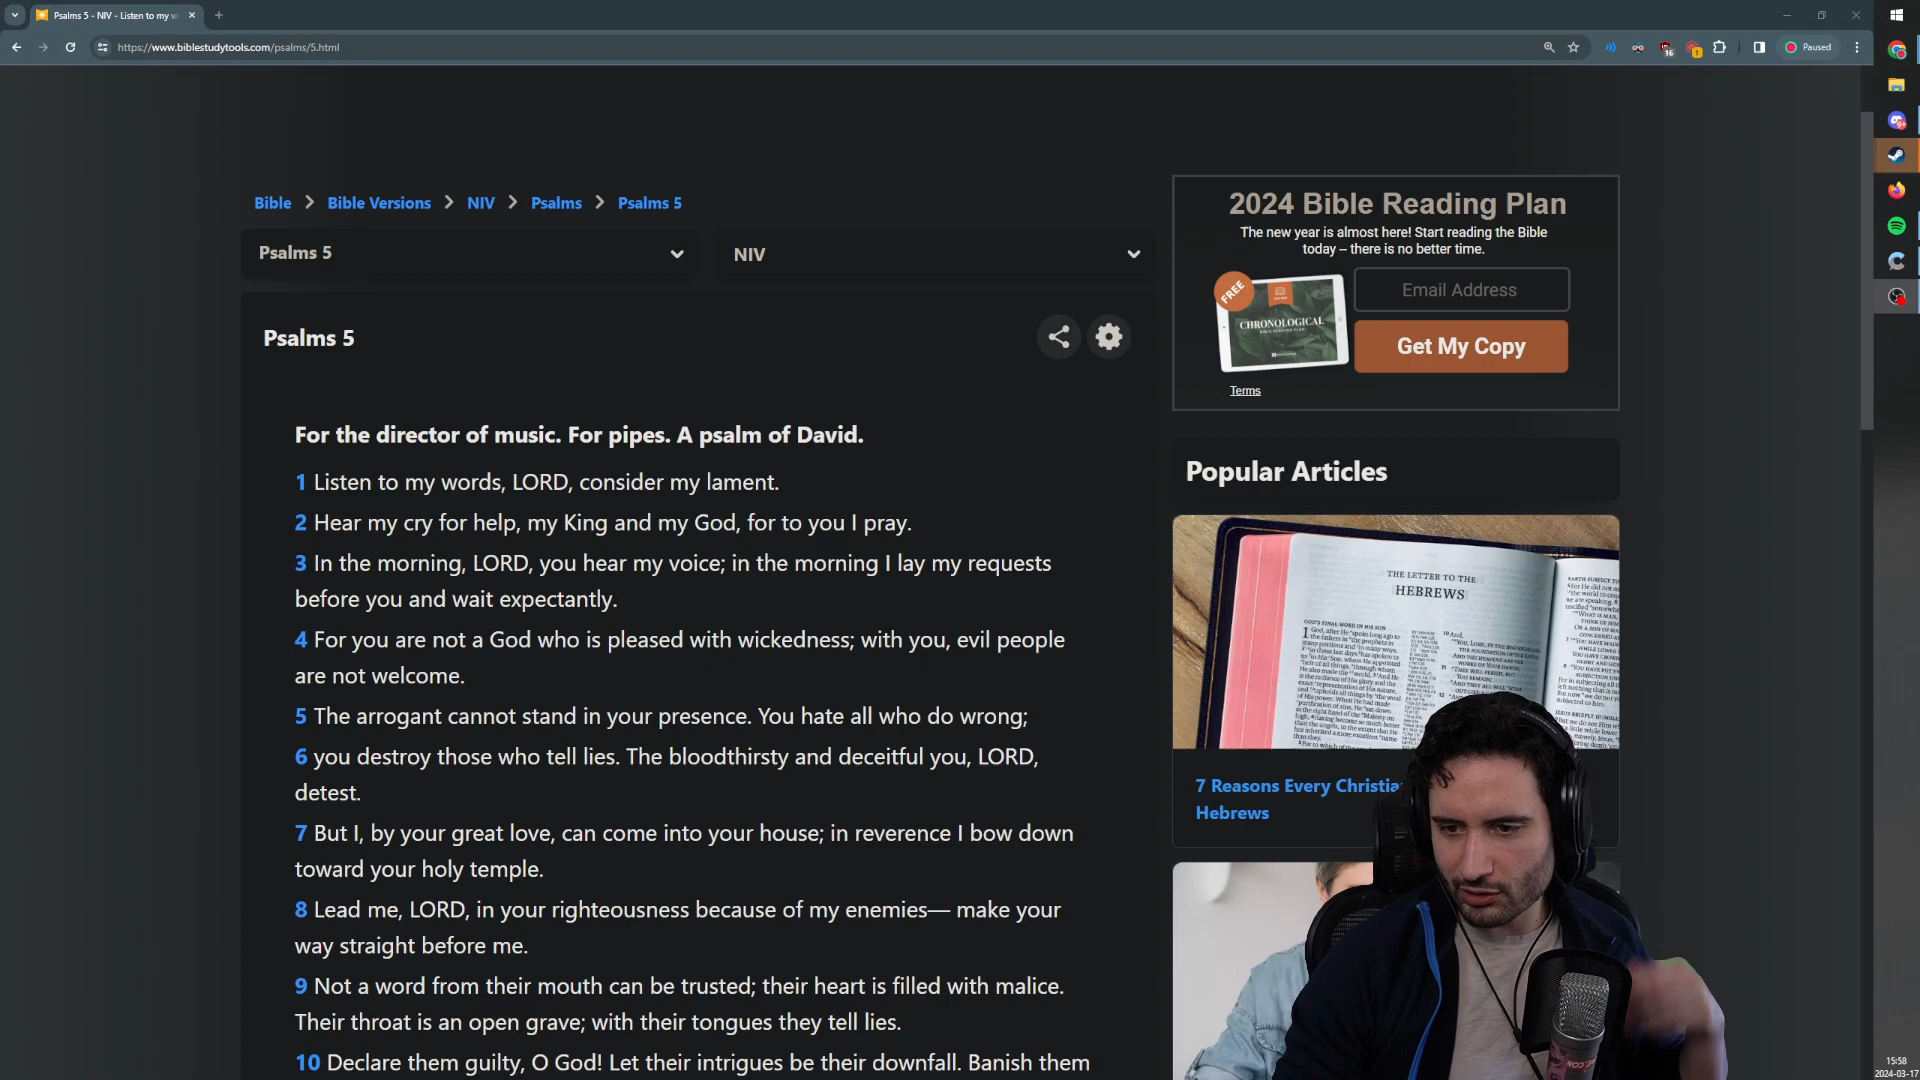 Psalms 5 - NIV - Listen to my w
https://www.biblestudytools.com/psalms/5.html
16
1
Paused
Bible > Bible Versions > NIV > Psalms > Psalms 5
Psalms 5
NIV
Psalms 5
For the director of music. For pipes. A psalm of David.
1 Listen to my words, LORD, consider my lament.
2 Hear my cry for help, my King and my God, for to you I pray.
3 In the morning, LORD, you hear my voice; in the morning I lay my requests
before you and wait expectantly.
4 For you are not a God who is pleased with wickedness; with you, evil people
are not welcome.
5 The arrogant cannot stand in your presence. You hate all who do wrong;
6 you destroy those who tell lies. The bloodthirsty and deceitful you, LORD,
detest.
7 But I, by your great love, can come into your house; in reverence I bow down
toward your holy temple.
8 Lead me, LORD, in your righteousness because of my enemies— make your
way straight before me.
9 Not a word from their mouth can be trusted; their heart is filled with malice.
Their throat is an open grave; with their tongues they tell lies.
10 Declare them guilty, O God! Let their intrigues be their downfall. Banish them
2024 Bible Reading Plan
The new year is almost here! Start reading the Bible
today – there is no better time.
FREE
CHRONOLOGICAL
Email Address
Get My Copy
Terms
Popular Articles
THE LETTER TO THE
HEBREWS
GOD'S FINAL WORD IN HIS SON
7 Reasons Every Christia
Hebrews
9+
15:58
2024-03-17